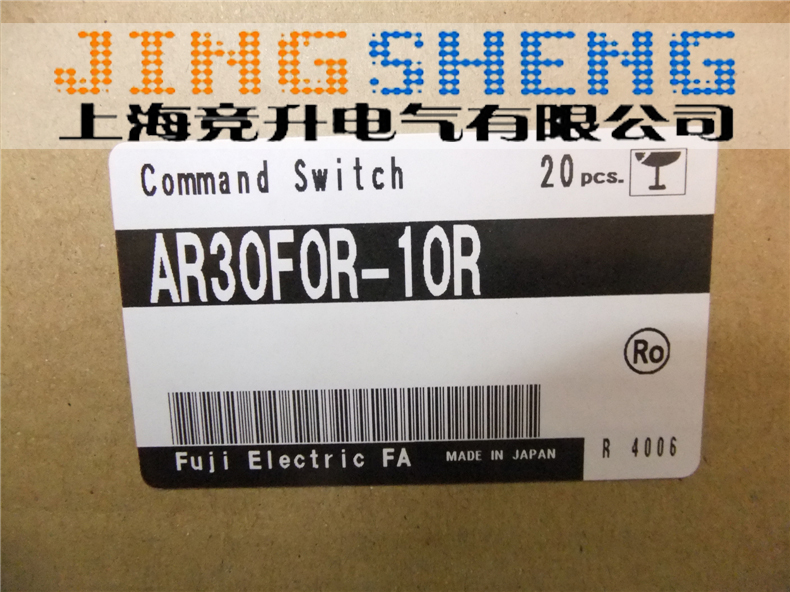 JINGSHENG
上海竞升电气有限公司
Command Switch 20 pcs.
AR30F0R-10R
Ro
Fuji Electric FA MADE IN JAPAN R 4006